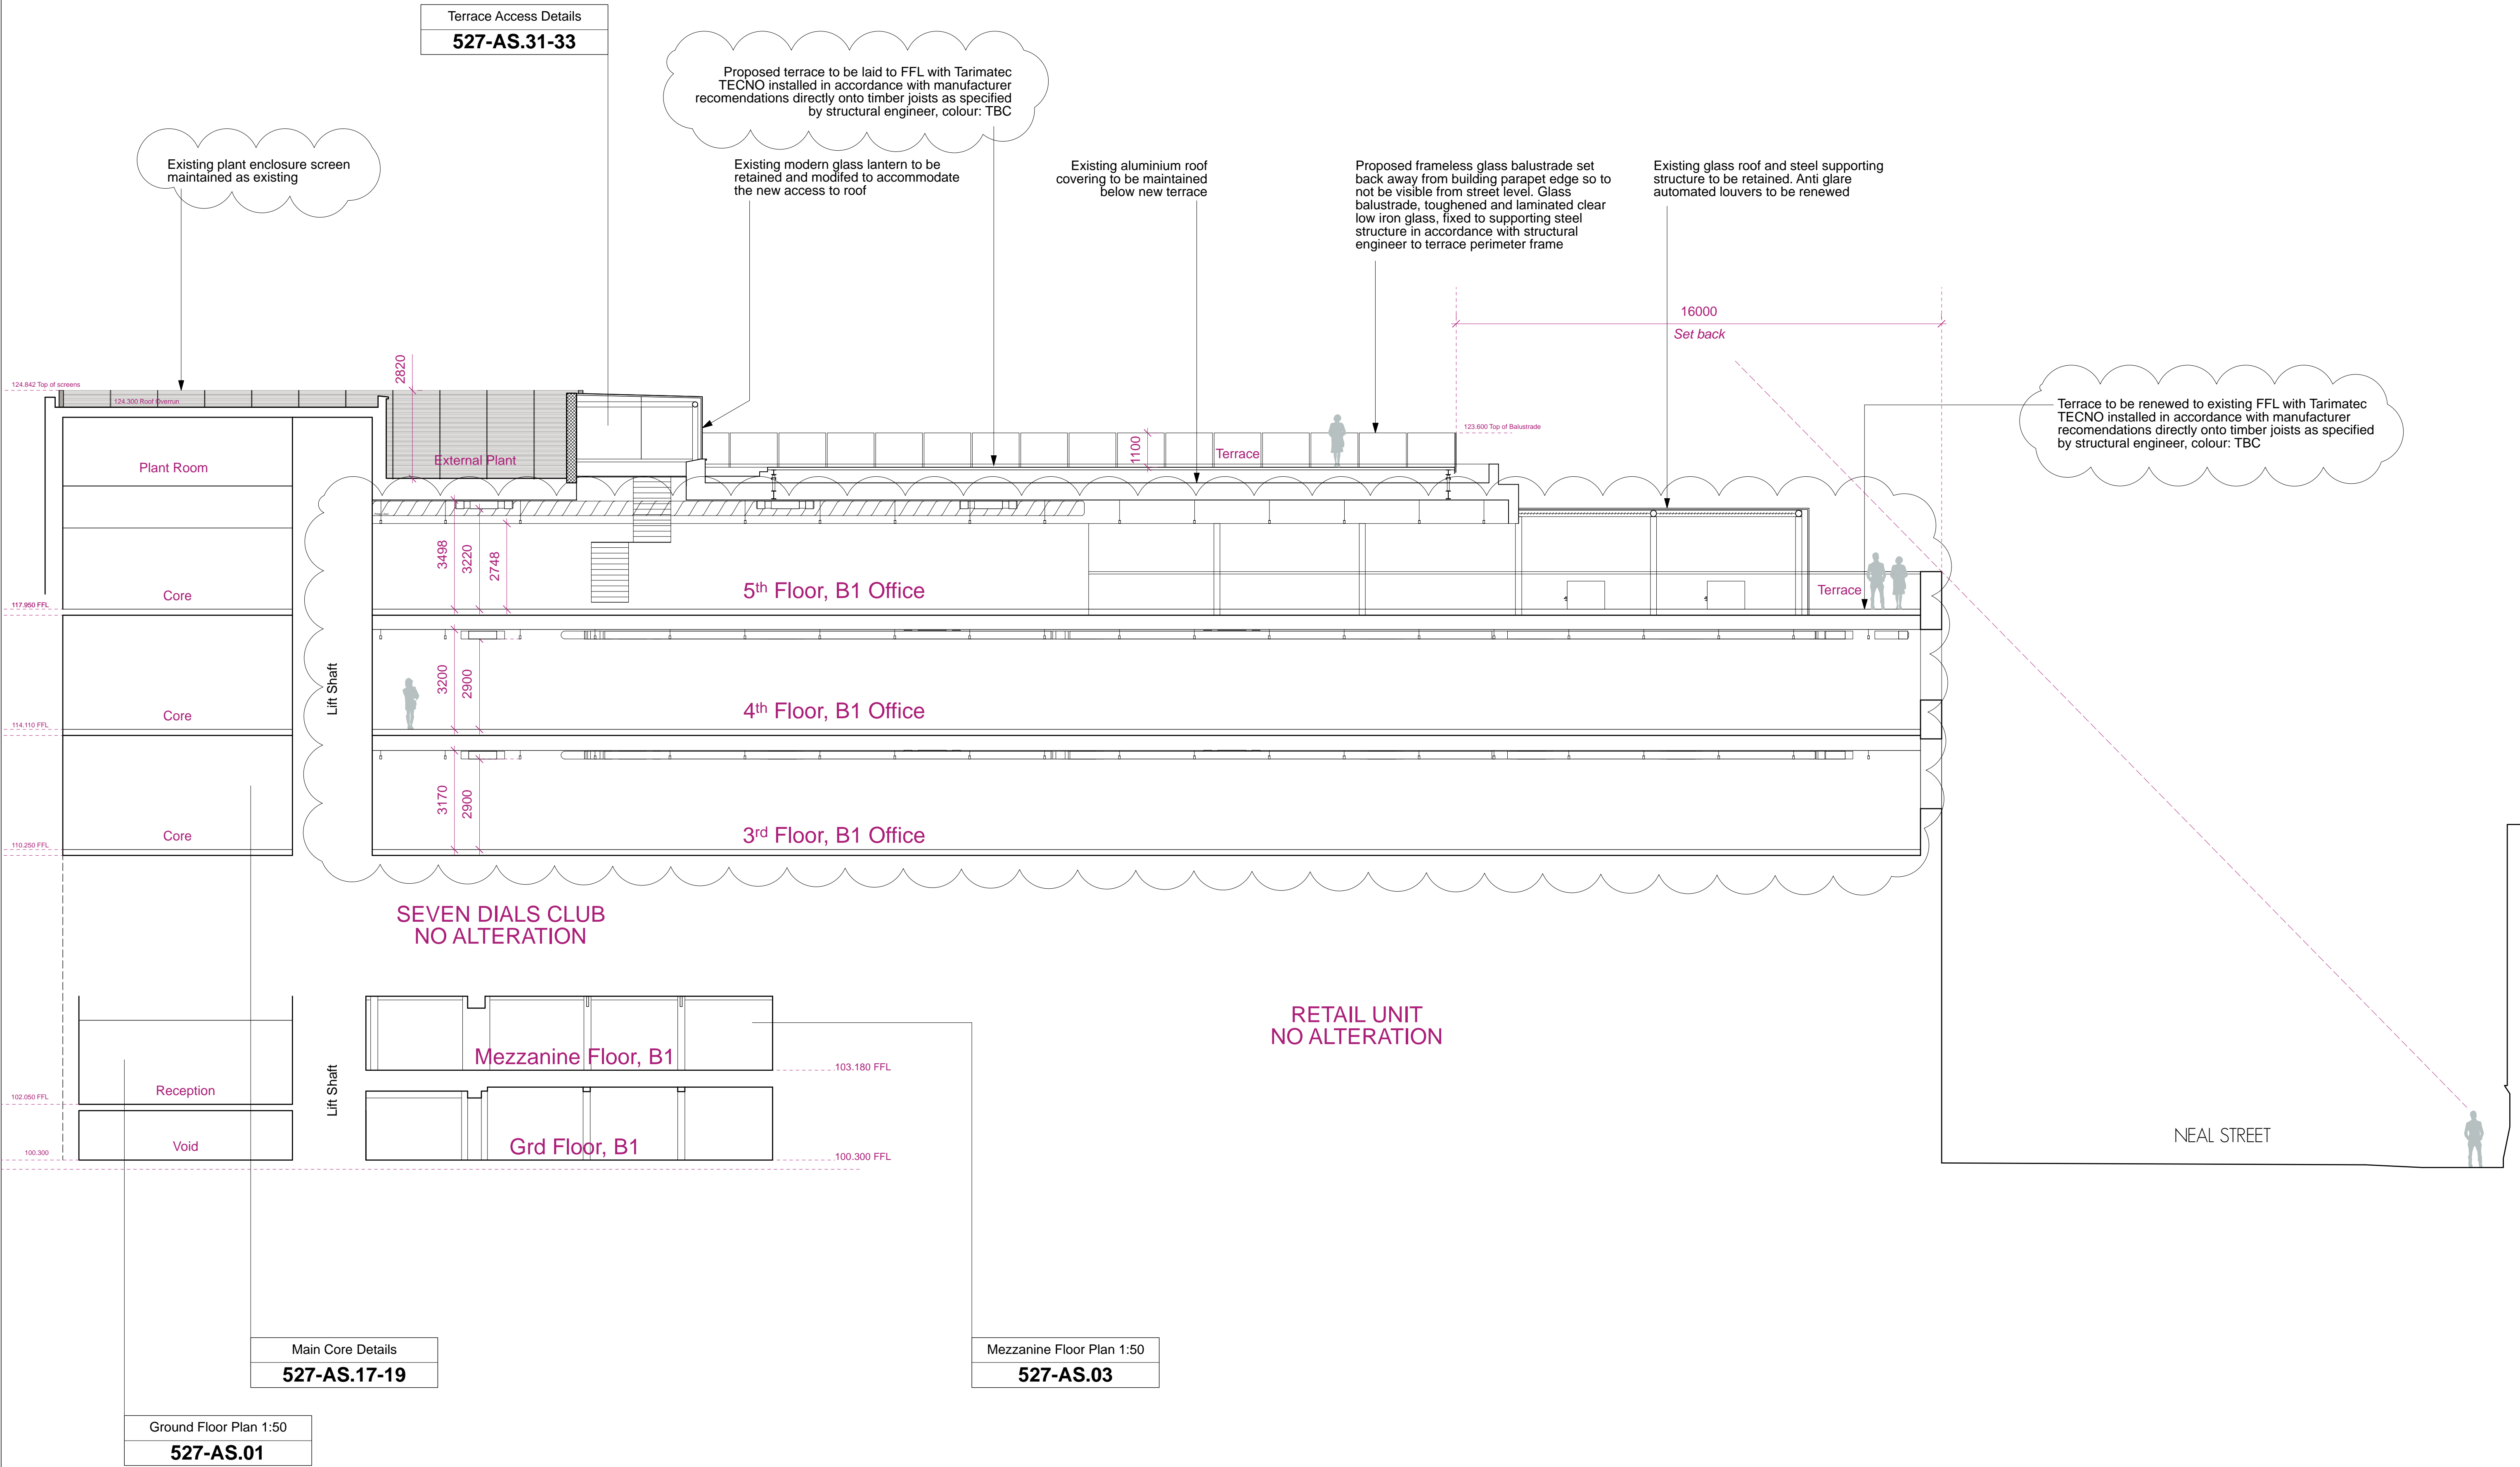 Terrace Access Details
527-AS.31-33
Proposed terrace to be laid to FFL with Tarimatec
TECNO installed in accordance with manufacturer
recomendations directly onto timber joists as specified
by structural engineer, colour: TBC
Existing plant enclosure screen
maintained as existing
Existing modern glass lantern to be
retained and modifed to accommodate
the new access to roof
Existing aluminium roof
covering to be maintained
below new terrace
Proposed frameless glass balustrade set
back away from building parapet edge so to
not be visible from street level. Glass
balustrade, toughened and laminated clear
low iron glass, fixed to supporting steel
structure in accordance with structural
engineer to terrace perimeter frame
Existing glass roof and steel supporting
structure to be retained. Anti glare
automated louvers to be renewed
16000
Set back
2820
124.842 Top of screens
124.300 Roof Overrun
Terrace to be renewed to existing FFL with Tarimatec
TECNO installed in accordance with manufacturer
recomendations directly onto timber joists as specified
by structural engineer, colour: TBC
123.600 Top of Balustrade
1100
Terrace
External Plant
Plant Room
3498
3220
2748
5th Floor, B1 Office
Terrace
Core
117.950 FFL
Lift Shaft
3200
2900
4th Floor, B1 Office
Core
114.110 FFL
3170
2900
3rd Floor, B1 Office
Core
110.250 FFL
SEVEN DIALS CLUB
NO ALTERATION
RETAIL UNIT
NO ALTERATION
Mezzanine Floor, B1
103.180 FFL
Reception
102.050 FFL
Lift Shaft
Void
Grd Floor, B1
100.300
100.300 FFL
NEAL STREET
Main Core Details
527-AS.17-19
Mezzanine Floor Plan 1:50
527-AS.03
Ground Floor Plan 1:50
527-AS.01